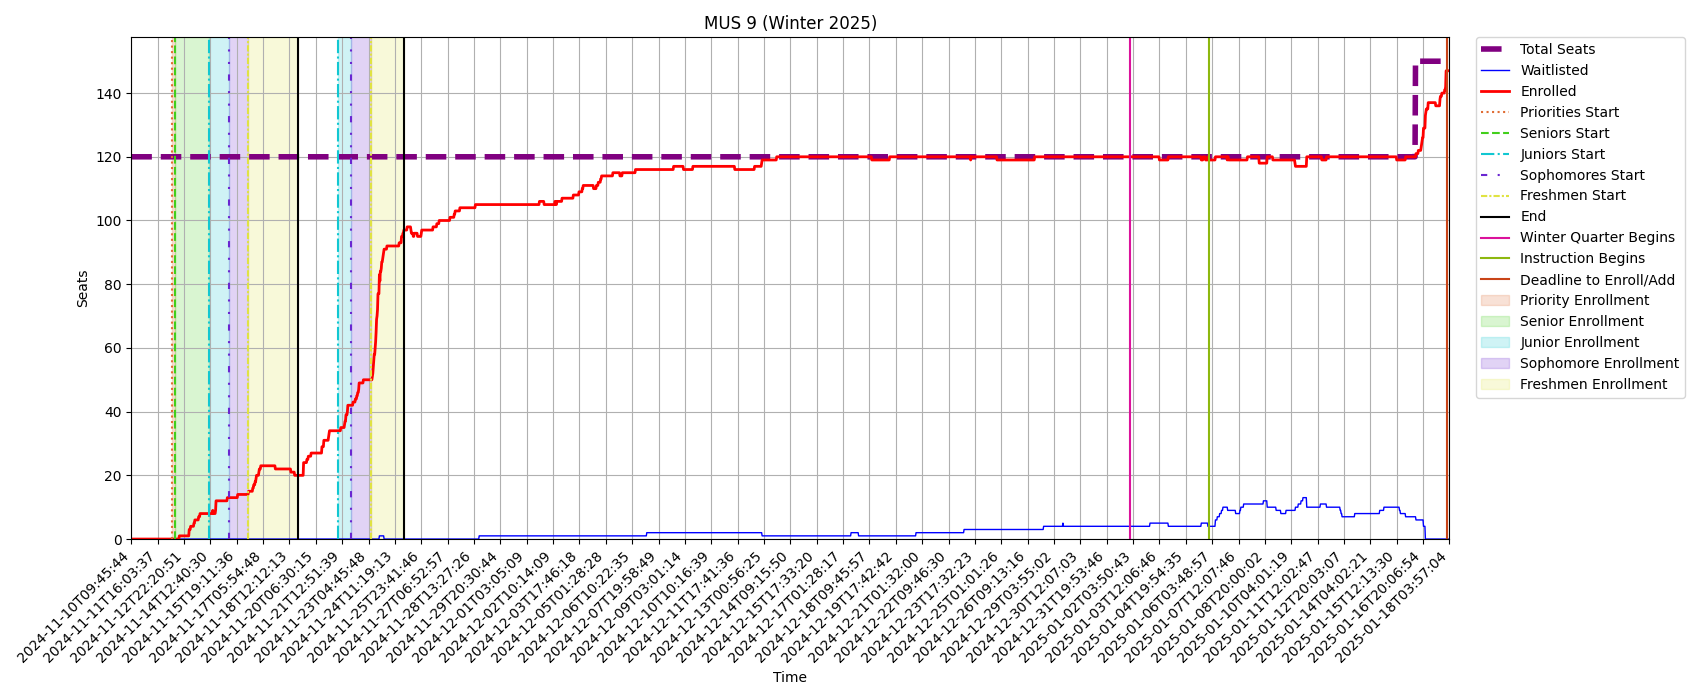 MUS 9 (Winter 2025)
Seats
140
120
100
80
60
40
20
0
2024-11-10T09:45:44
2024-11-11T16:03:37
2024-11-12T22:20:51
2024-11-14T12:40:30
2024-11-15T19:11:36
2024-11-17T05:54:48
2024-11-18T12:12:13
2024-11-20T06:30:15
2024-11-21T12:51:39
2024-11-23T04:45:48
2024-11-24T11:19:13
2024-11-25T23:41:46
2024-11-27T06:52:57
2024-11-28T13:27:26
2024-11-29T20:30:44
2024-12-01T03:05:09
2024-12-02T10:14:09
2024-12-03T17:46:18
2024-12-05T01:28:28
2024-12-06T10:22:35
2024-12-07T19:58:49
2024-12-09T03:01:14
2024-12-10T10:16:39
2024-12-11T17:41:36
2024-12-13T00:56:25
2024-12-14T09:15:50
2024-12-15T17:33:20
2024-12-17T01:28:17
2024-12-18T09:45:57
2024-12-19T17:42:42
2024-12-21T01:32:00
2024-12-22T09:46:30
2024-12-23T17:32:23
2024-12-25T01:01:26
2024-12-26T09:13:16
2024-12-29T03:55:02
2024-12-30T12:07:03
2024-12-31T19:53:46
2025-01-02T03:50:43
2025-01-03T12:06:46
2025-01-04T19:54:35
2025-01-06T03:48:57
2025-01-07T12:07:46
2025-01-08T20:00:02
2025-01-10T04:01:19
2025-01-11T12:02:47
2025-01-12T20:03:07
2025-01-14T04:02:21
2025-01-15T12:13:30
2025-01-16T20:06:54
2025-01-18T03:57:04
Time
Total Seats
Waitlisted
Enrolled
Priorities Start
Seniors Start
Juniors Start
Sophomores Start
Freshmen Start
End
Winter Quarter Begins
Instruction Begins
Deadline to Enroll/Add
Priority Enrollment
Senior Enrollment
Junior Enrollment
Sophomore Enrollment
Freshmen Enrollment